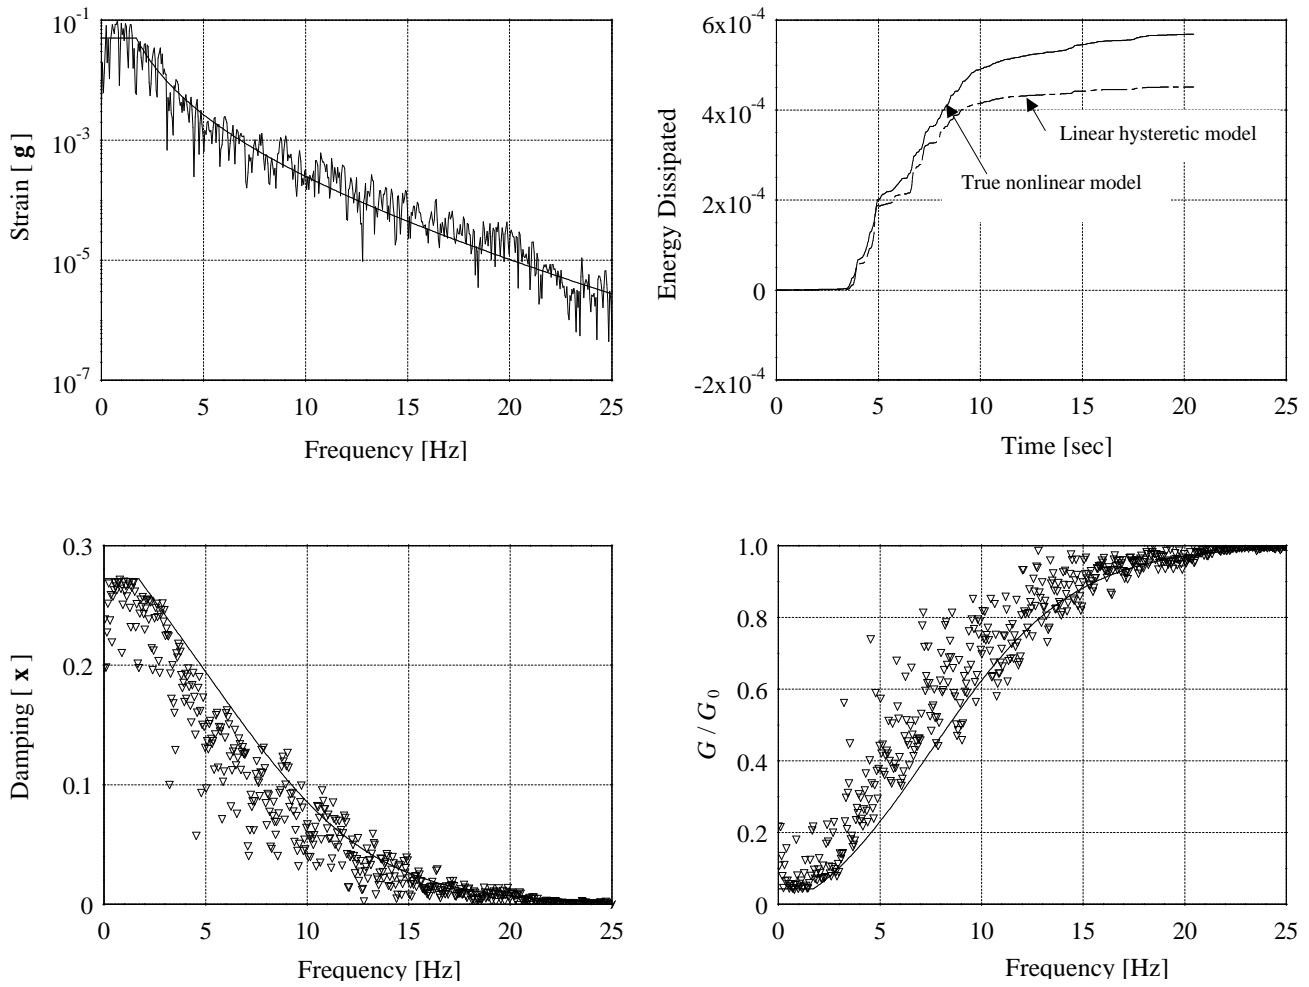 10-1
10-3
10-5
10-7
0 5 10 15 20 25
Strain [ g]
Frequency [Hz]
6x10-4
4x10-4
2x10-4
0
-2x10-4
0 5 10 15 20 25
Energy Dissipated
Time [sec]
Linear hysteretic model
True nonlinear model
0.3
0.2
0.1
0
0 5 10 15 20 25
Damping [ x]
Frequency [Hz]
1.0
0.8
0.6
0.4
0.2
0
0 5 10 15 20 25
G / G0
Frequency [Hz]